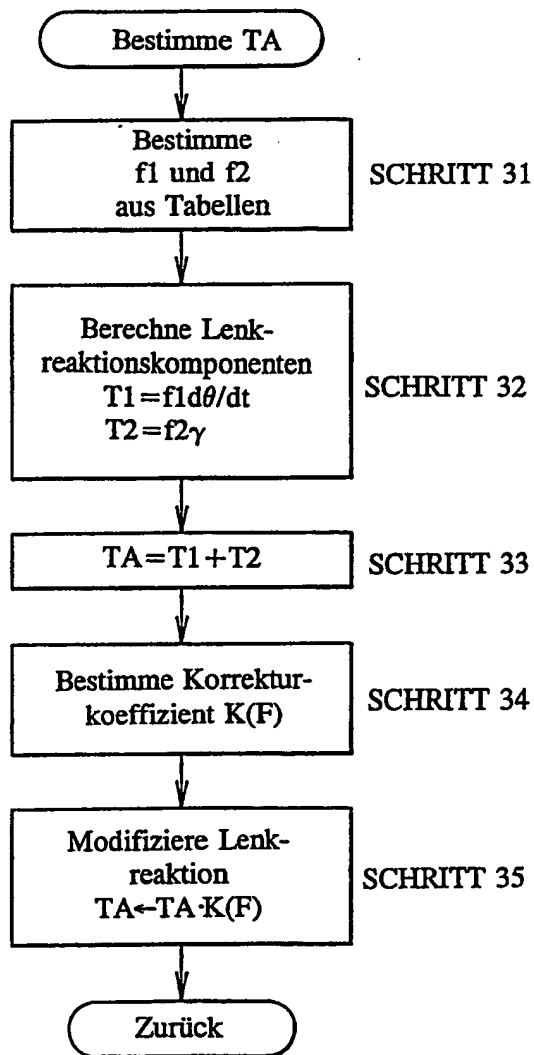 Bestimme TA
Bestimme
f1 und f2
aus Tabellen
SCHRITT 31
Berechne Lenk-
reaktionskomponenten
T1=f1dθ/dt
T2=f2γ
SCHRITT 32
TA=T1+T2
SCHRITT 33
Bestimme Korrektur-
koeffizient K(F)
SCHRITT 34
Modifiziere Lenk-
reaktion
TA←TA·K(F)
SCHRITT 35
Zurück